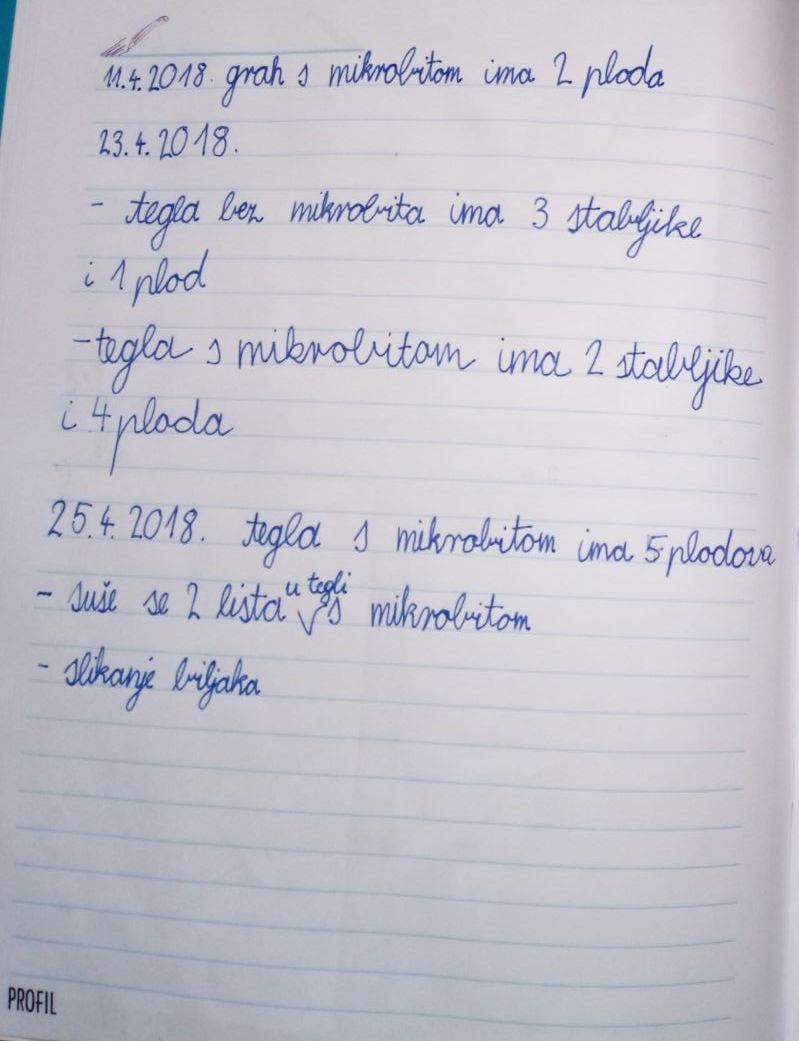 11.4.2018. grah s mikrobitom ima 2 ploda
23.4.2018.
- tegla bez mikrobita ima 3 stabljike
i 1 plod
- tegla s mikrobitom ima 2 stabljike
i 4 ploda
25.4.2018. tegla s mikrobitom ima 5 plodova
- suše se 2 lista u tegli s mikrobitom
- slikanje biljaka
PROFIL